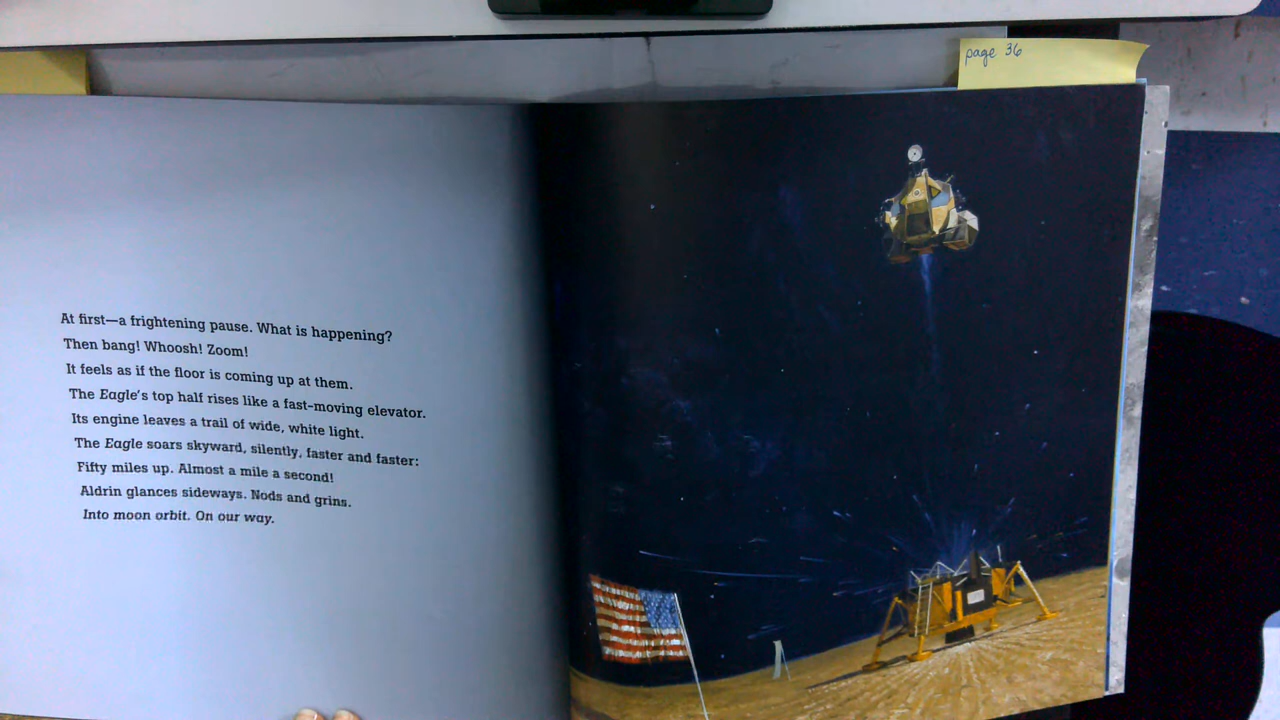 page 36
At first—a frightening pause. What is happening?
Then bang! Whoosh! Zoom!
It feels as if the floor is coming up at them.
The Eagle's top half rises like a fast-moving elevator.
Its engine leaves a trail of wide, white light.
The Eagle soars skyward, silently, faster and faster:
Fifty miles up. Almost a mile a second!
Aldrin glances sideways. Nods and grins.
Into moon orbit. On our way.